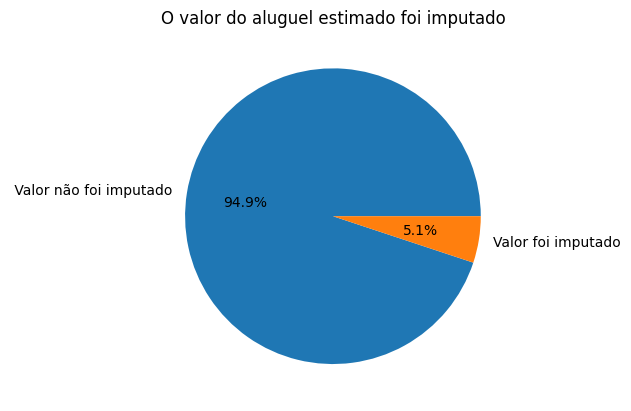 O valor do aluguel estimado foi imputado
Valor não foi imputado
94.9%
5.1%
Valor foi imputado